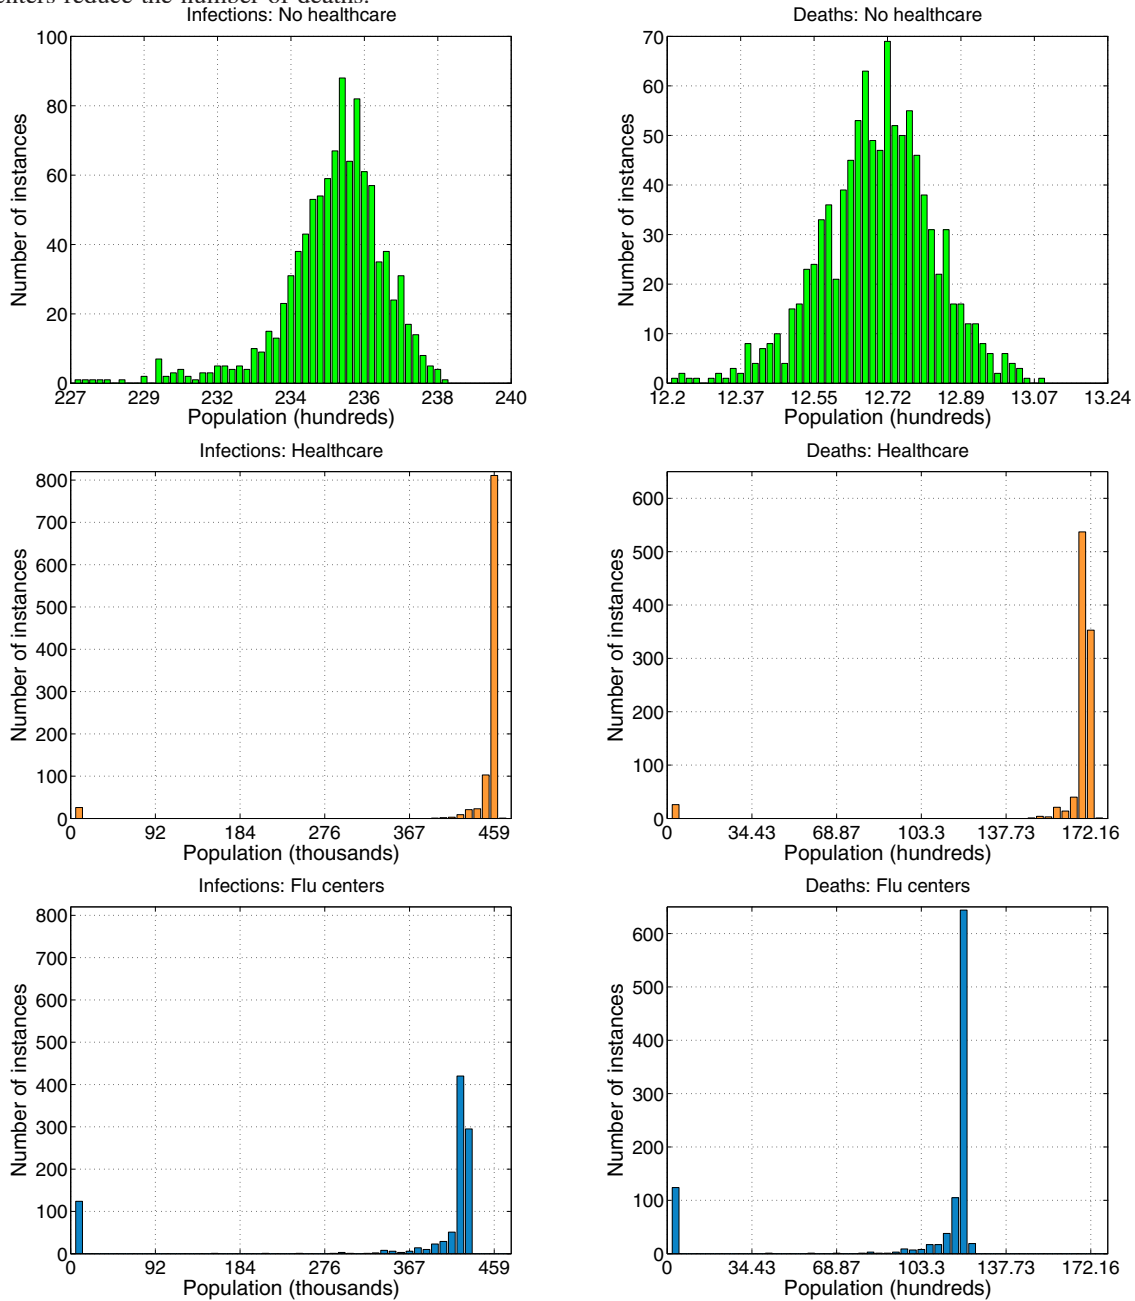 enters reduce the number of deaths.
Infections: No healthcare
Number of instances
100
80
60
40
20
0
227 229 232 234 236 238 240
Population (hundreds)
Deaths: No healthcare
Number of instances
70
60
50
40
30
20
10
0
12.2 12.37 12.55 12.72 12.89 13.07 13.24
Population (hundreds)
Infections: Healthcare
Number of instances
800
700
600
500
400
300
200
100
0
0 92 184 276 367 459
Population (thousands)
Deaths: Healthcare
Number of instances
600
500
400
300
200
100
0
0 34.43 68.87 103.3 137.73 172.16
Population (hundreds)
Infections: Flu centers
Number of instances
800
700
600
500
400
300
200
100
0
0 92 184 276 367 459
Population (thousands)
Deaths: Flu centers
Number of instances
600
500
400
300
200
100
0
0 34.43 68.87 103.3 137.73 172.16
Population (hundreds)